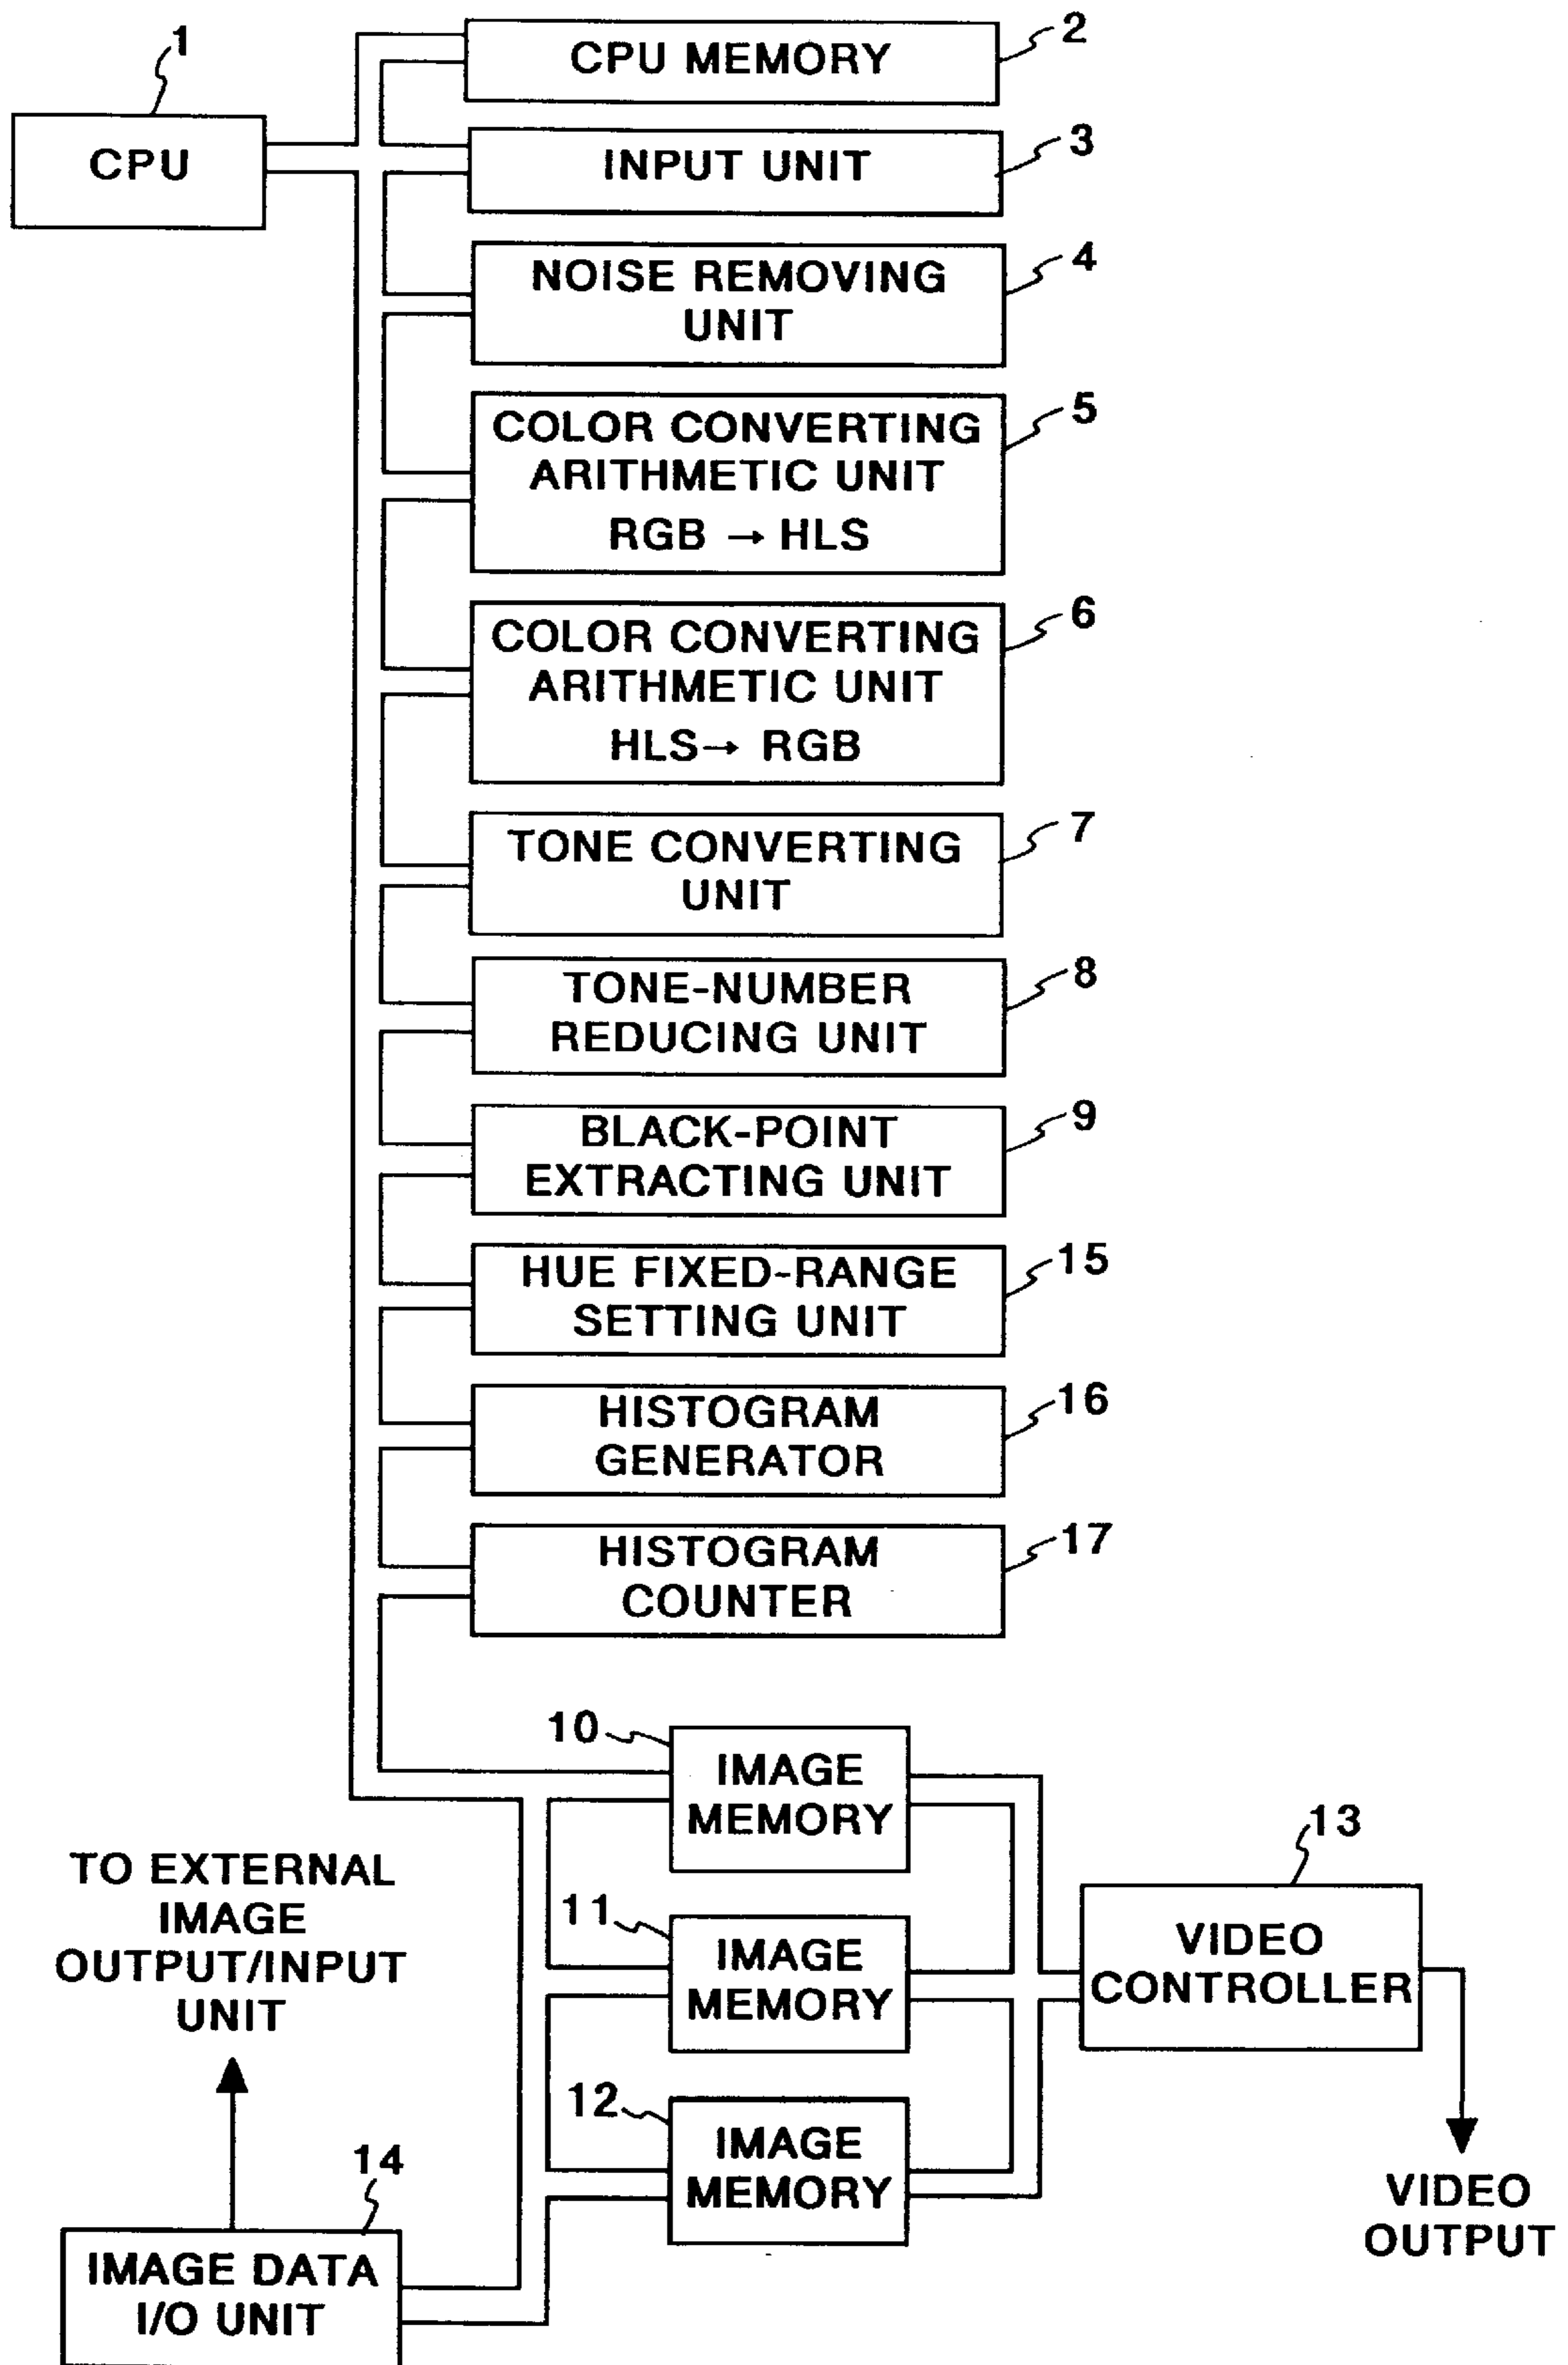 1
CPU
CPU MEMORY
2
INPUT UNIT
3
NOISE REMOVING
UNIT
4
COLOR CONVERTING
ARITHMETIC UNIT
RGB → HLS
5
COLOR CONVERTING
ARITHMETIC UNIT
HLS → RGB
6
TONE CONVERTING
UNIT
7
TONE-NUMBER
REDUCING UNIT
8
BLACK-POINT
EXTRACTING UNIT
9
HUE FIXED-RANGE
SETTING UNIT
15
HISTOGRAM
GENERATOR
16
HISTOGRAM
COUNTER
17
10
IMAGE
MEMORY
11
IMAGE
MEMORY
12
IMAGE
MEMORY
13
VIDEO
CONTROLLER
VIDEO
OUTPUT
TO EXTERNAL
IMAGE
OUTPUT/INPUT
UNIT
14
IMAGE DATA
I/O UNIT